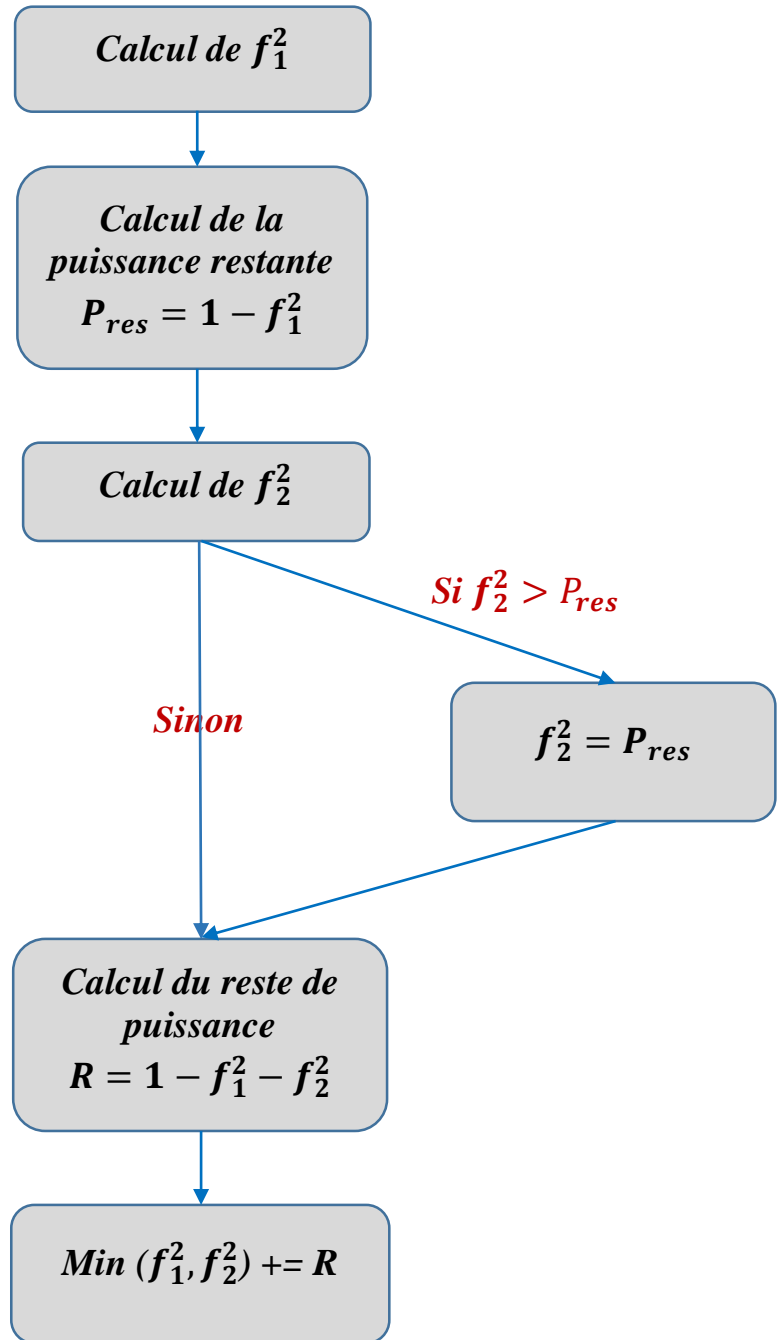 Calcul de f₁²
Calcul de la
puissance restante
P_res = 1 − f₁²
Calcul de f₂²
Si f₂² > P_res
Sinon
f₂² = P_res
Calcul du reste de
puissance
R = 1 − f₁² − f₂²
Min (f₁², f₂²) += R